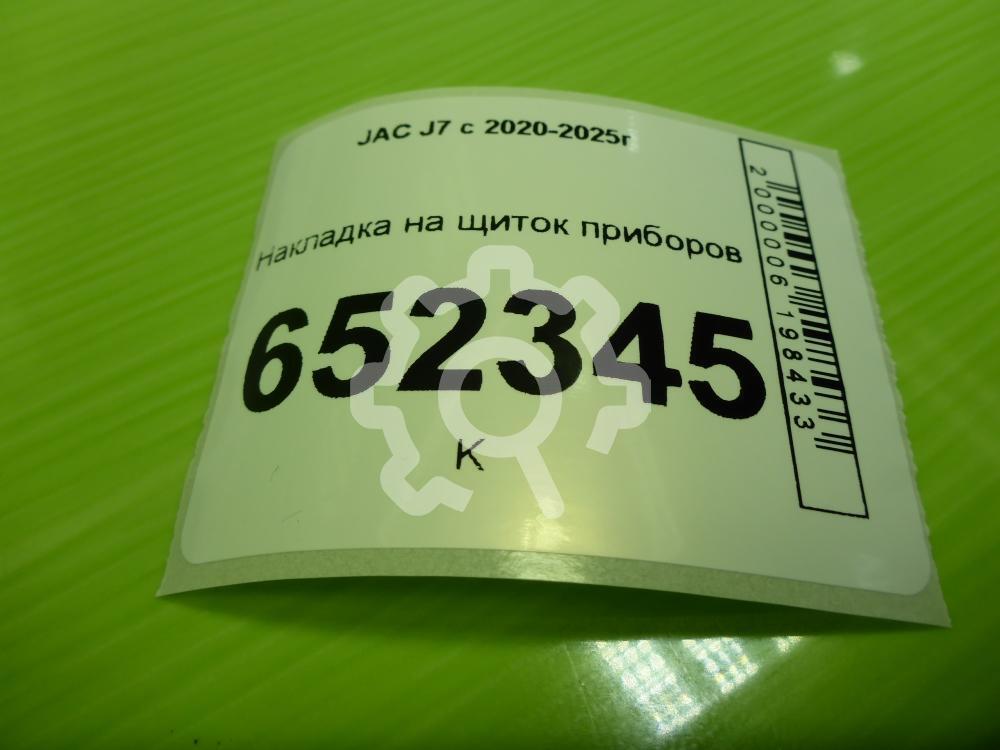 JAC J7 с 2020-2025г
Накладка на щиток приборов
652345
К
2000006198433